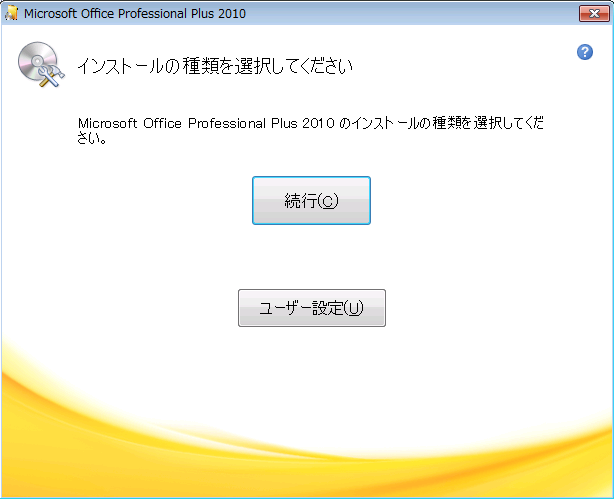 Microsoft Office Professional Plus 2010
インストールの種類を選択してください
Microsoft Office Professional Plus 2010 のインストールの種類を選択してくだ
さい。
続行(C)
ユーザー設定(U)